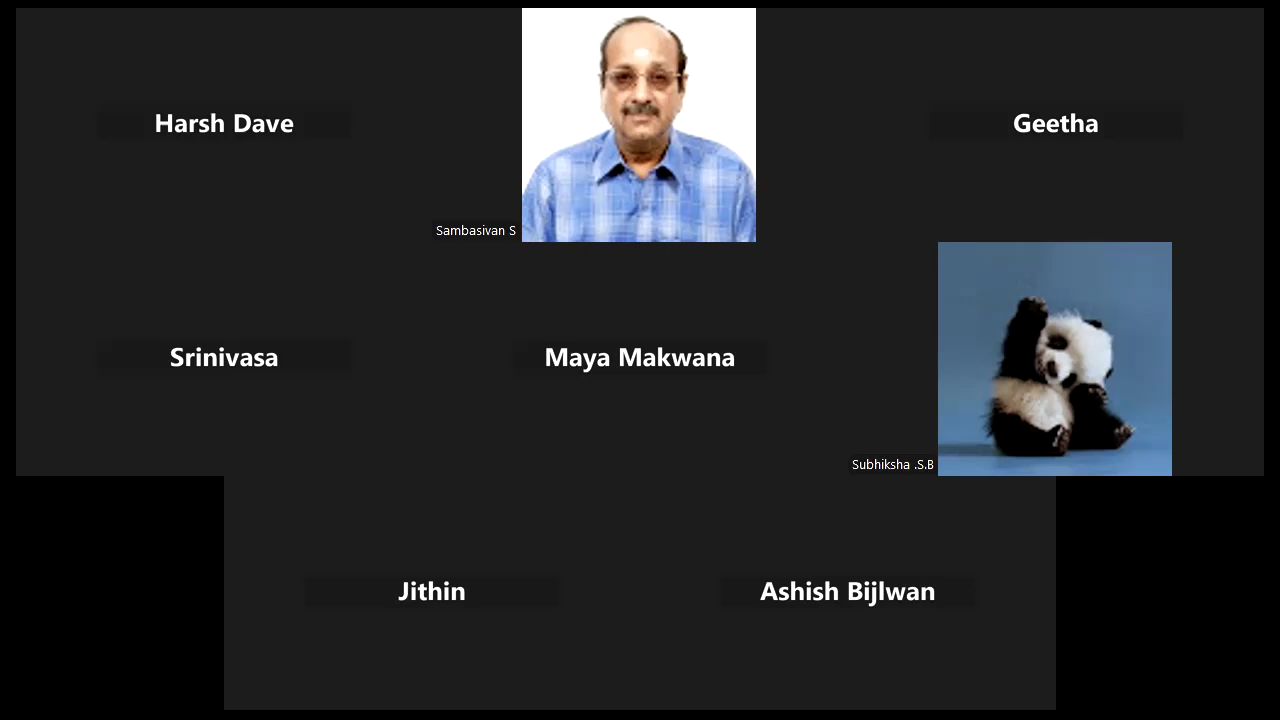 Harsh Dave
Sambasivan S
Geetha
Srinivasa
Maya Makwana
Subhiksha .S.B
Jithin
Ashish Bijlwan